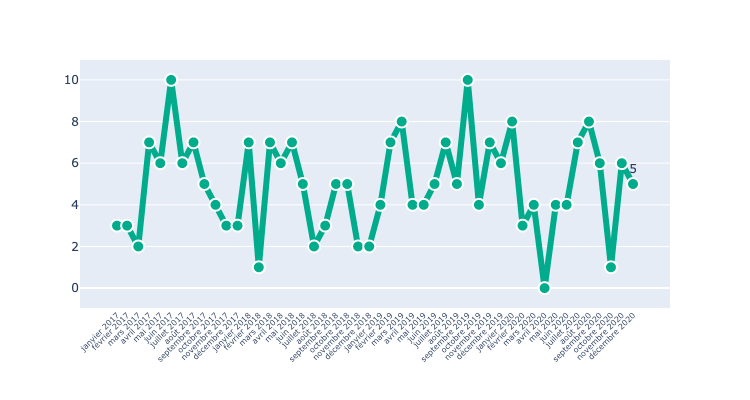 10
8
6
4
2
0
5
janvier 2017
février 2017
mars 2017
avril 2017
mai 2017
juin 2017
juillet 2017
août 2017
septembre 2017
octobre 2017
novembre 2017
décembre 2017
janvier 2018
février 2018
mars 2018
avril 2018
mai 2018
juin 2018
juillet 2018
août 2018
septembre 2018
octobre 2018
novembre 2018
décembre 2018
janvier 2019
février 2019
mars 2019
avril 2019
mai 2019
juin 2019
juillet 2019
août 2019
septembre 2019
octobre 2019
novembre 2019
décembre 2019
janvier 2020
février 2020
mars 2020
avril 2020
mai 2020
juin 2020
juillet 2020
août 2020
septembre 2020
octobre 2020
novembre 2020
décembre 2020